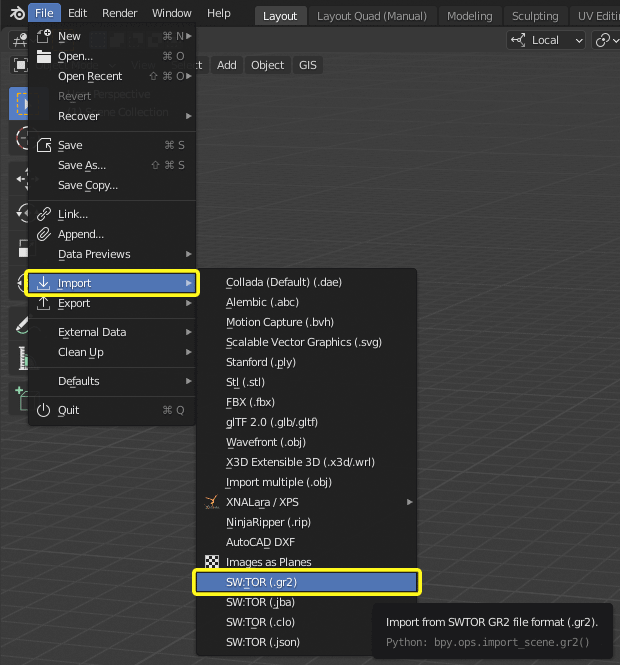 File Edit Render Window Help Layout Layout Quad (Manual) Modeling Sculpting UV Editi
New ⌘ N
Local
Open... ⌘ O
Add Object GIS
Open Recent ⇧ ⌘ O
Revert
Perspective
Recover
Scene Collection
Save ⌘ S
Save As... ⇧ ⌘ S
Save Copy...
Link...
Append...
Data Previews
Import
Export
External Data
Clean Up
Defaults
Quit ⌘ Q
Collada (Default) (.dae)
Alembic (.abc)
Motion Capture (.bvh)
Scalable Vector Graphics (.svg)
Stanford (.ply)
Stl (.stl)
FBX (.fbx)
glTF 2.0 (.glb/.gltf)
Wavefront (.obj)
X3D Extensible 3D (.x3d/.wrl)
Import multiple (.obj)
XNALara / XPS
NinjaRipper (.rip)
AutoCAD DXF
Images as Planes
SW:TOR (.gr2)
SW:TOR (.jba)
SW:TOR (.clo)
SW:TOR (.json)
Import from SWTOR GR2 file format (.gr2).
Python: bpy.ops.import_scene.gr2()